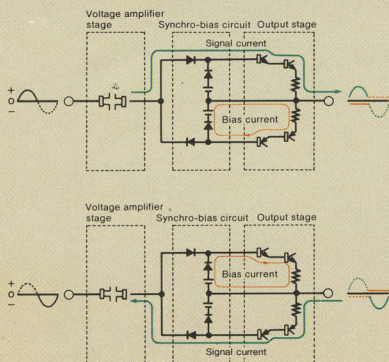 Voltage amplifier
stage
Synchro-bias circuit
Output stage
Signal current
+
o
−
Bias current
Voltage amplifier
stage
Synchro-bias circuit
Output stage
+
o
−
Bias current
Signal current